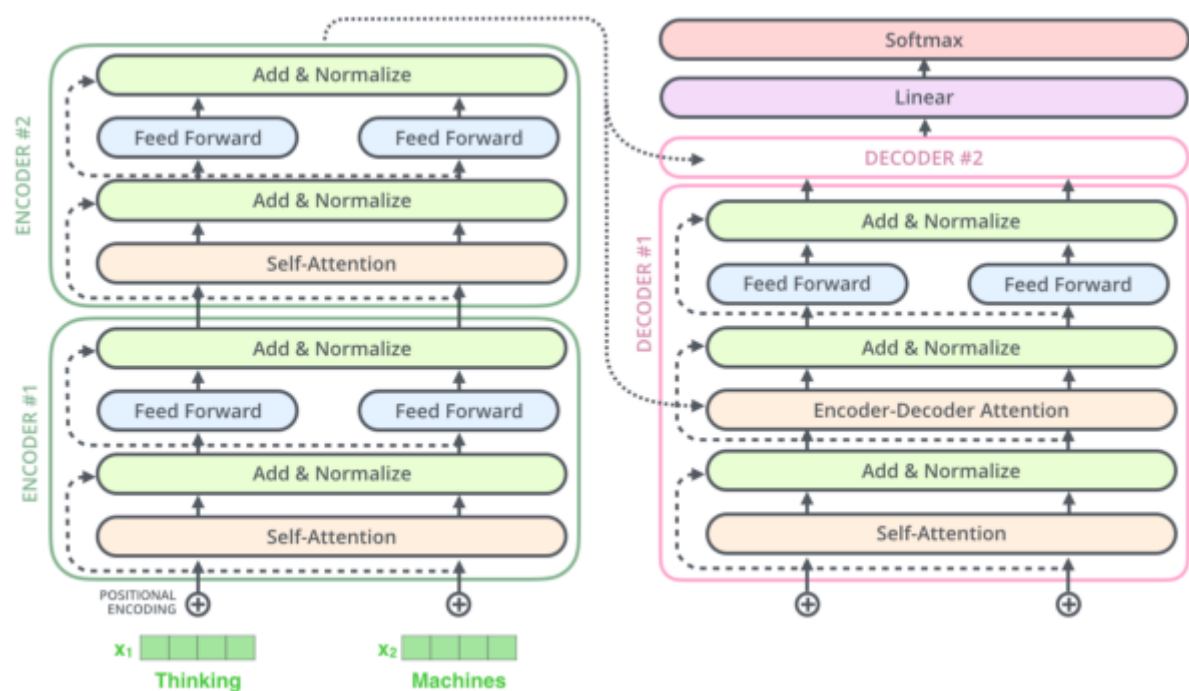 ENCODER #2
Add & Normalize
Feed Forward
Feed Forward
Add & Normalize
Self-Attention
ENCODER #1
Add & Normalize
Feed Forward
Feed Forward
Add & Normalize
Self-Attention
POSITIONAL
ENCODING
x₁
x₂
Thinking
Machines
Softmax
Linear
DECODER #2
DECODER #1
Add & Normalize
Feed Forward
Feed Forward
Add & Normalize
Encoder-Decoder Attention
Add & Normalize
Self-Attention